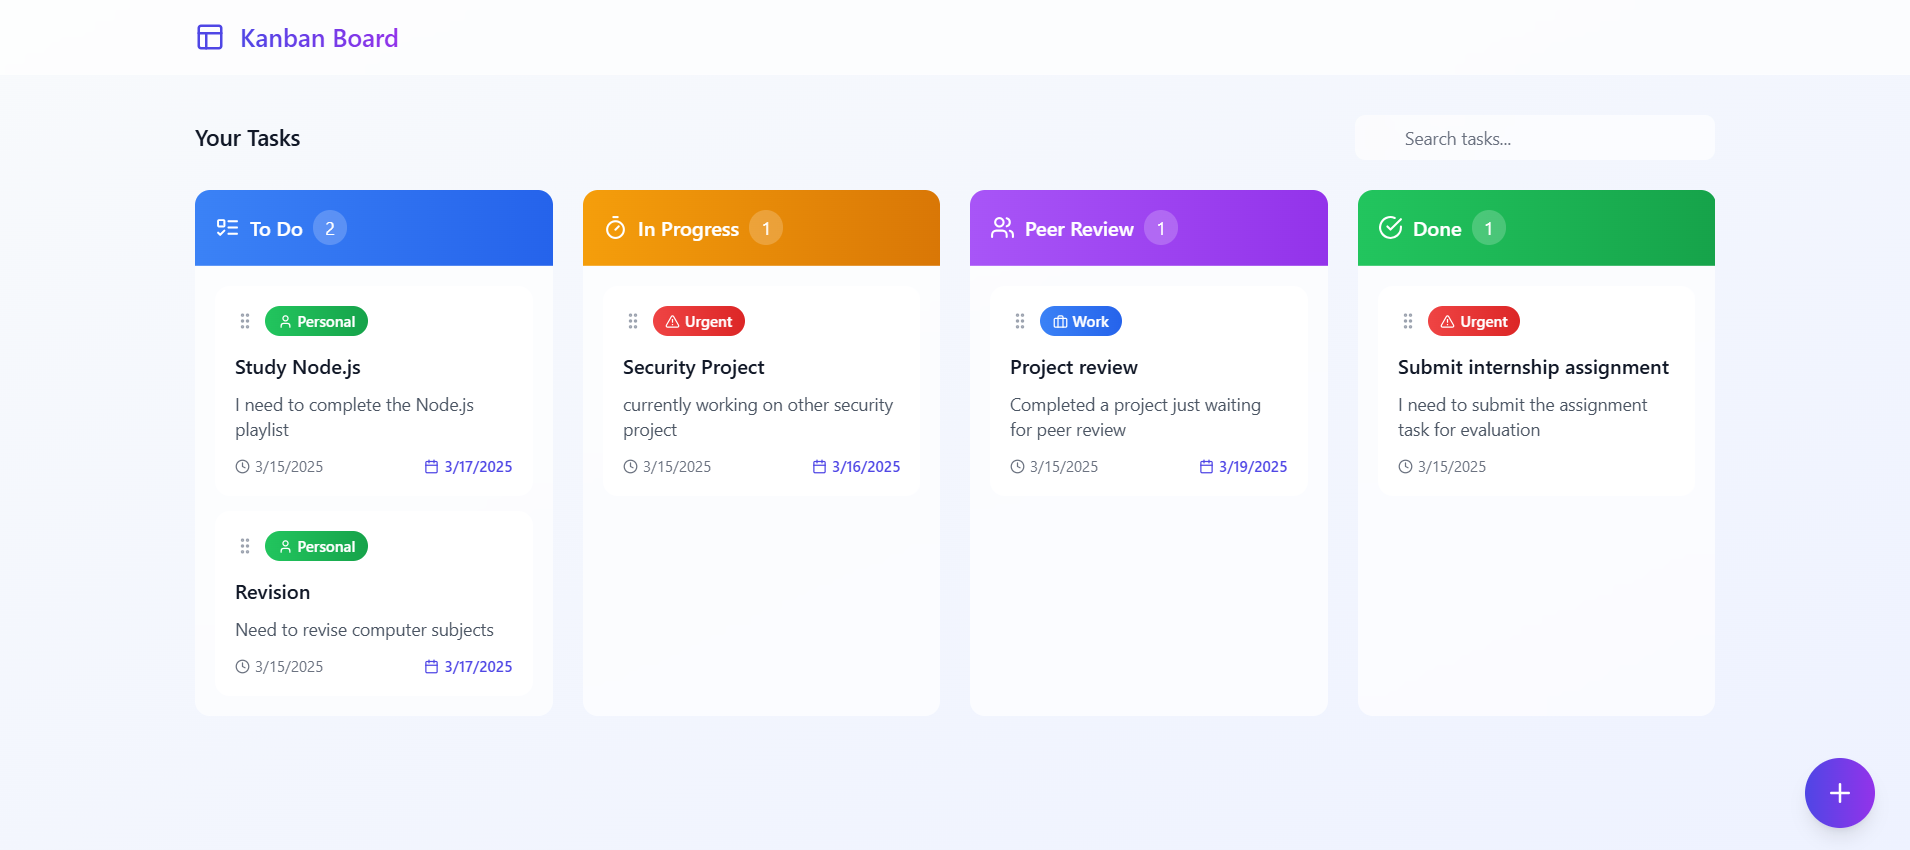 Kanban Board
Your Tasks
Search tasks...
To Do 2
Personal
Study Node.js
I need to complete the Node.js
playlist
3/15/2025 3/17/2025
Personal
Revision
Need to revise computer subjects
3/15/2025 3/17/2025
In Progress 1
Urgent
Security Project
currently working on other security
project
3/15/2025 3/16/2025
Peer Review 1
Work
Project review
Completed a project just waiting
for peer review
3/15/2025 3/19/2025
Done 1
Urgent
Submit internship assignment
I need to submit the assignment
task for evaluation
3/15/2025